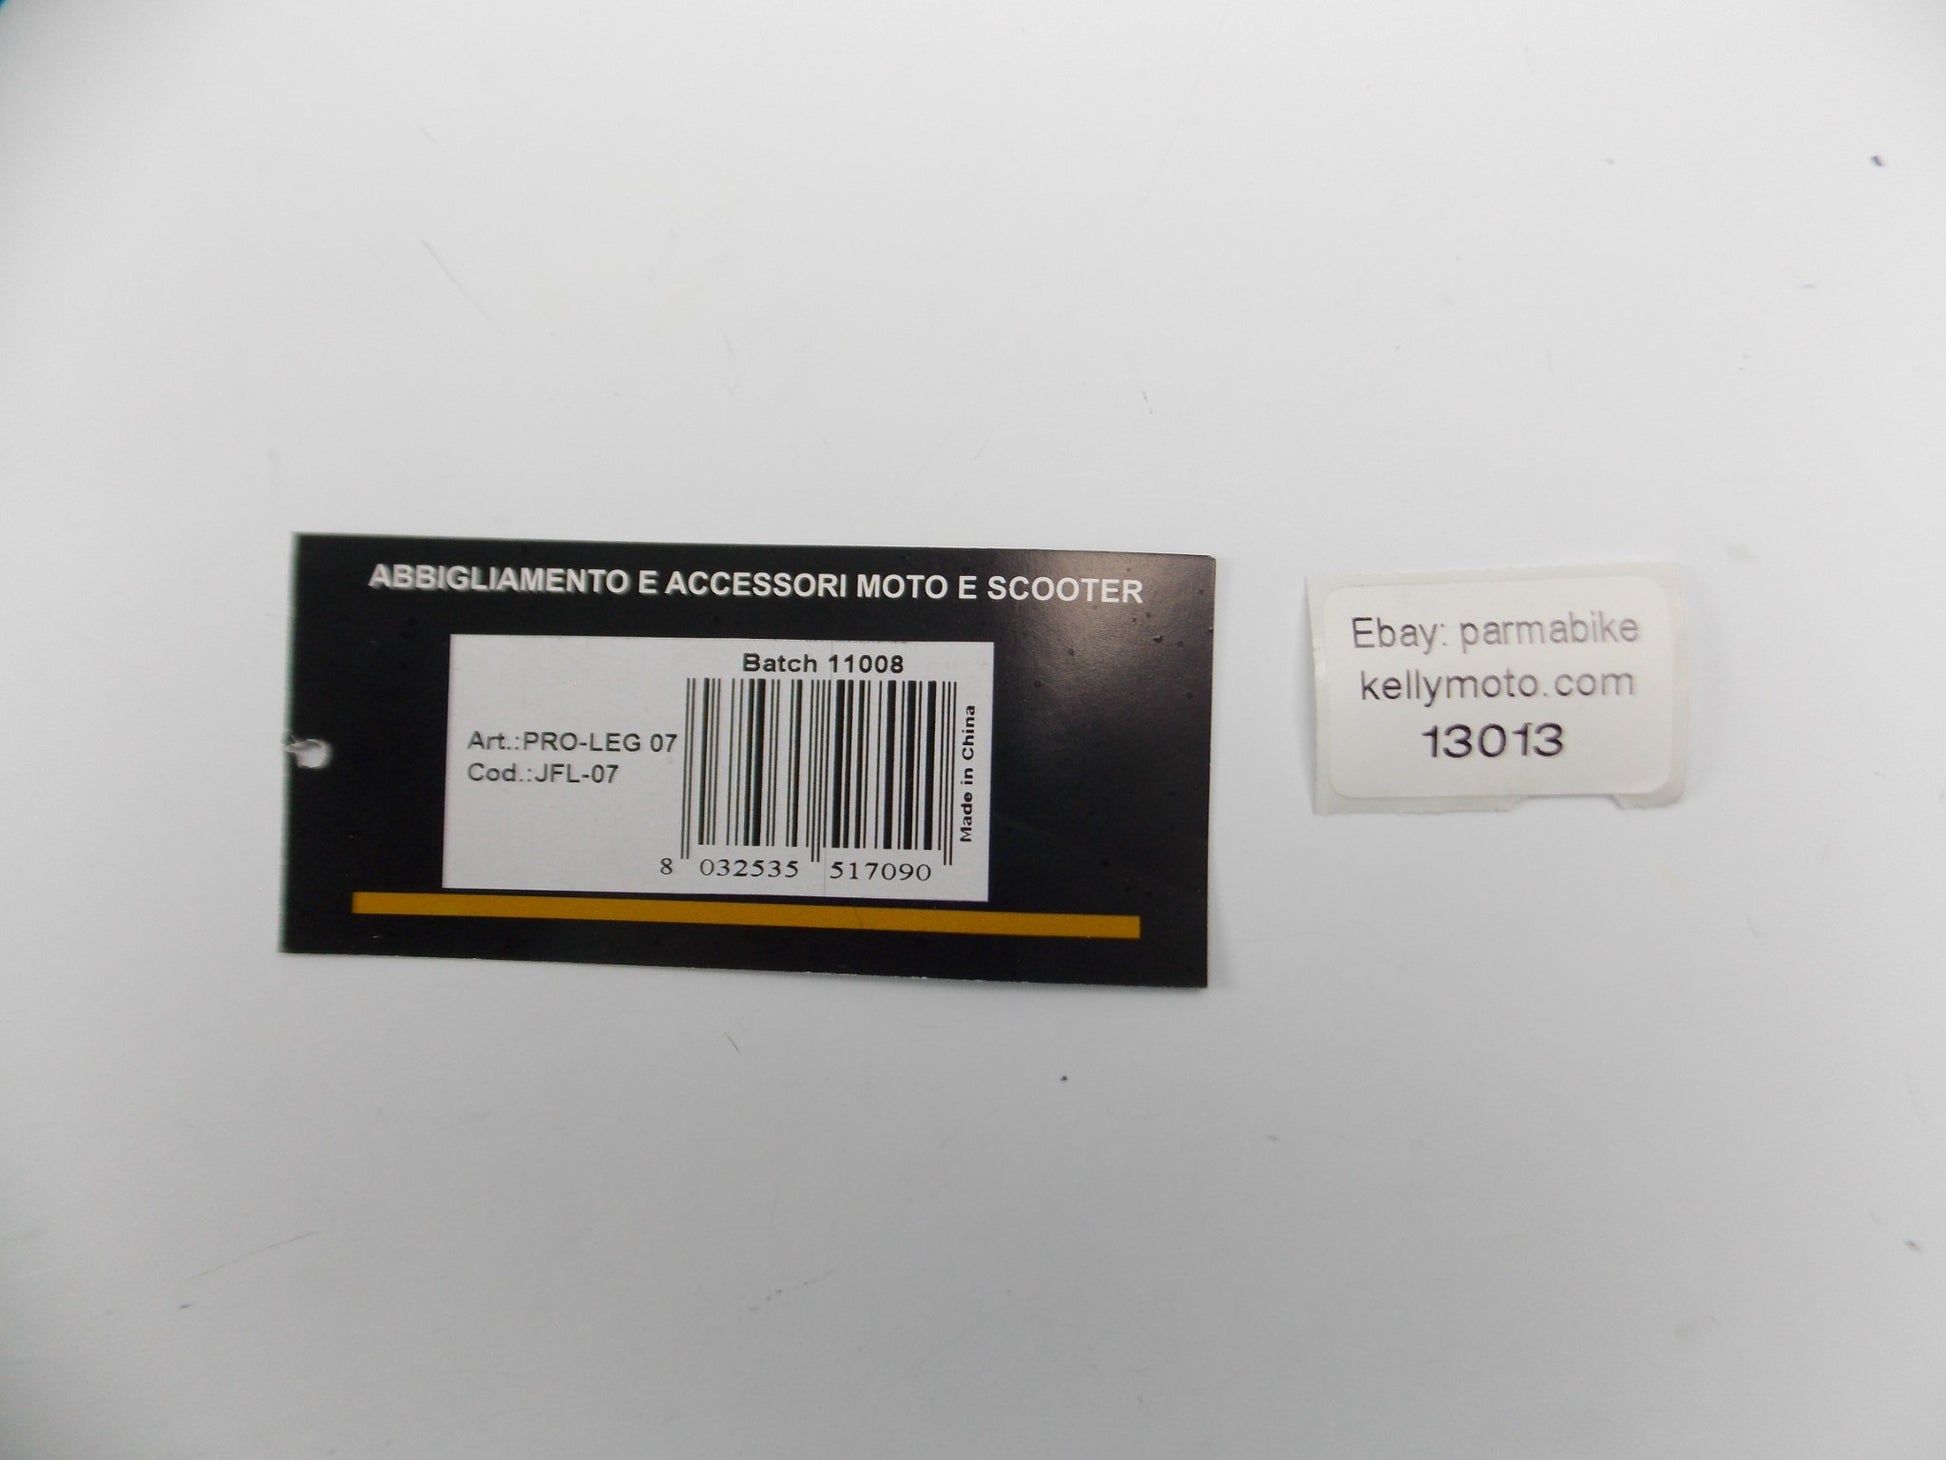 ABBIGLIAMENTO E ACCESSORI MOTO E SCOOTER
Batch 11008
Art.:PRO-LEG 07
Cod.:JFL-07
Made in China
8 032535 517090
Ebay: parmabike
kellymoto.com
13013